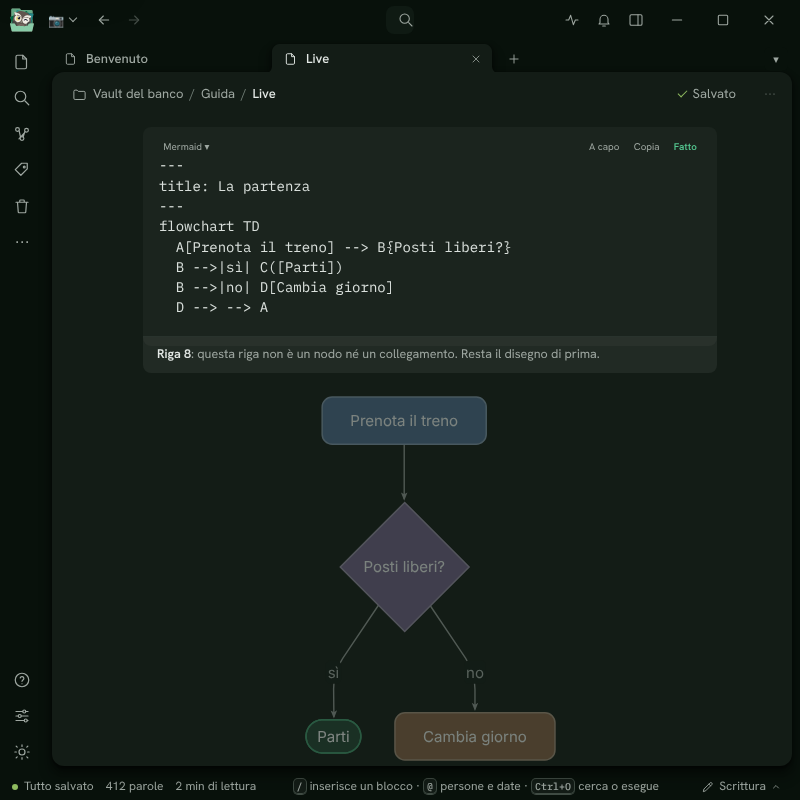 Benvenuto
Live
Vault del banco / Guida / Live
Salvato
Mermaid
A capo
Copia
Fatto
---
title: La partenza
---
flowchart TD
A[Prenota il treno] --> B{Posti liberi?}
B -->|sì| C([Parti])
B -->|no| D[Cambia giorno]
D --> --> A
Riga 8: questa riga non è un nodo né un collegamento. Resta il disegno di prima.
Prenota il treno
Posti liberi?
sì
no
Parti
Cambia giorno
Tutto salvato
412 parole
2 min di lettura
/ inserisce un blocco · @ persone e date · Ctrl+O cerca o esegue
Scrittura